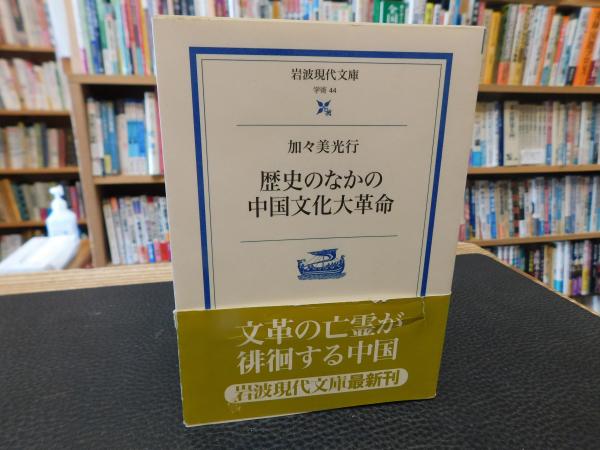 岩波現代文庫
学術 44
加々美光行
歴史のなかの
中国文化大革命
文革の亡霊が
徘徊する中国
岩波現代文庫最新刊